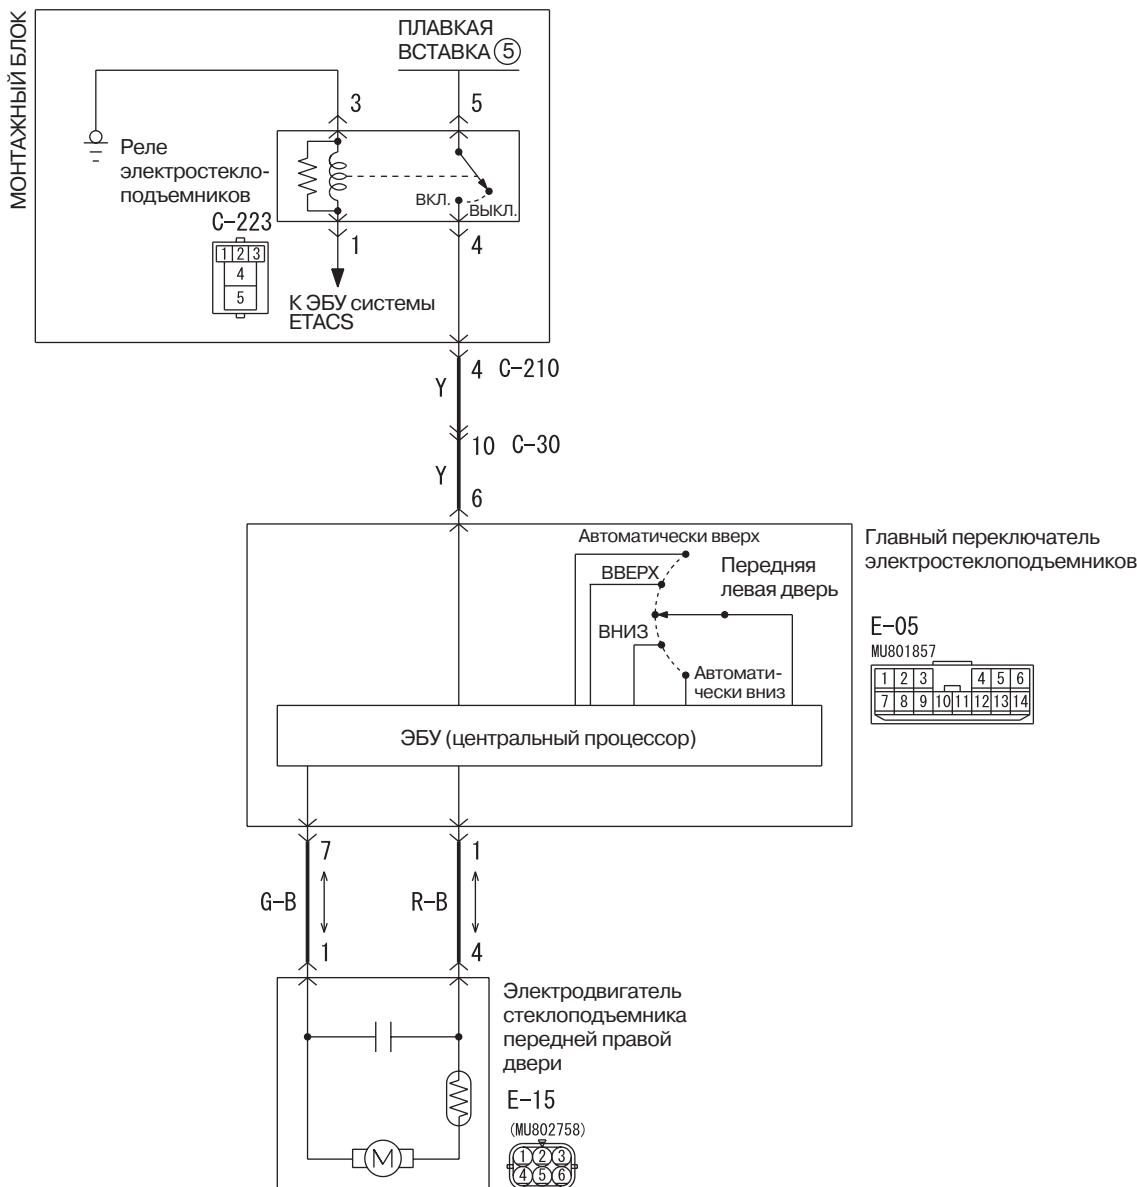 МОНТАЖНЫЙ БЛОК
ПЛАВКАЯ
ВСТАВКА 5
3
5
Реле
электростекло-
подъемников
ВКЛ.
ВЫКЛ.
C-223
1 2 3
4
5
1
4
К ЭБУ системы
ETACS
4 C-210
Y
10 C-30
Y
6
Автоматически вверх
ВВЕРХ
Передняя
левая дверь
ВНИЗ
Автомати-
чески вниз
Главный переключатель
электростеклоподъемников
E-05
MU801857
1 2 3 4 5 6
7 8 9 10 11 12 13 14
ЭБУ (центральный процессор)
7
1
G-B
R-B
1
4
Электродвигатель
стеклоподъемника
передней правой
двери
E-15
(MU802758)
1 2 3
4 5 6
M